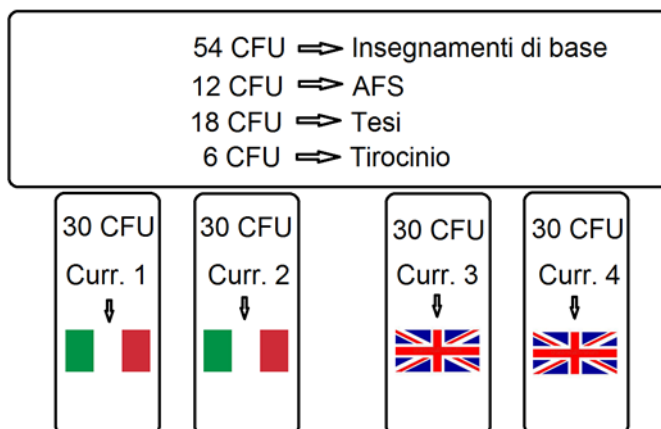 54 CFU ⇒ Insegnamenti di base
12 CFU ⇒ AFS
18 CFU ⇒ Tesi
6 CFU ⇒ Tirocinio
30 CFU 30 CFU 30 CFU 30 CFU
Curr. 1 Curr. 2 Curr. 3 Curr. 4